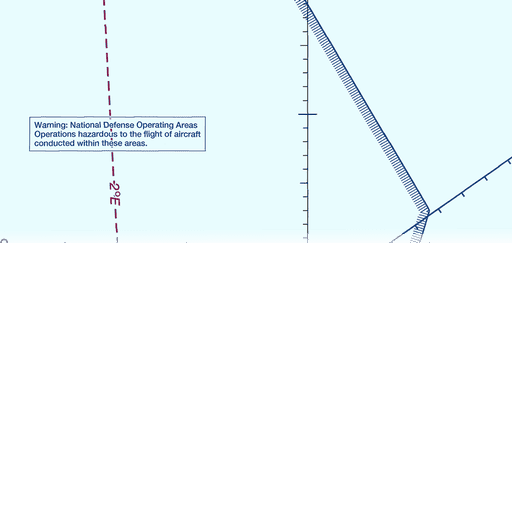 Warning: National Defense Operating Areas
Operations hazardous to the flight of aircraft
conducted within these areas.
2°E